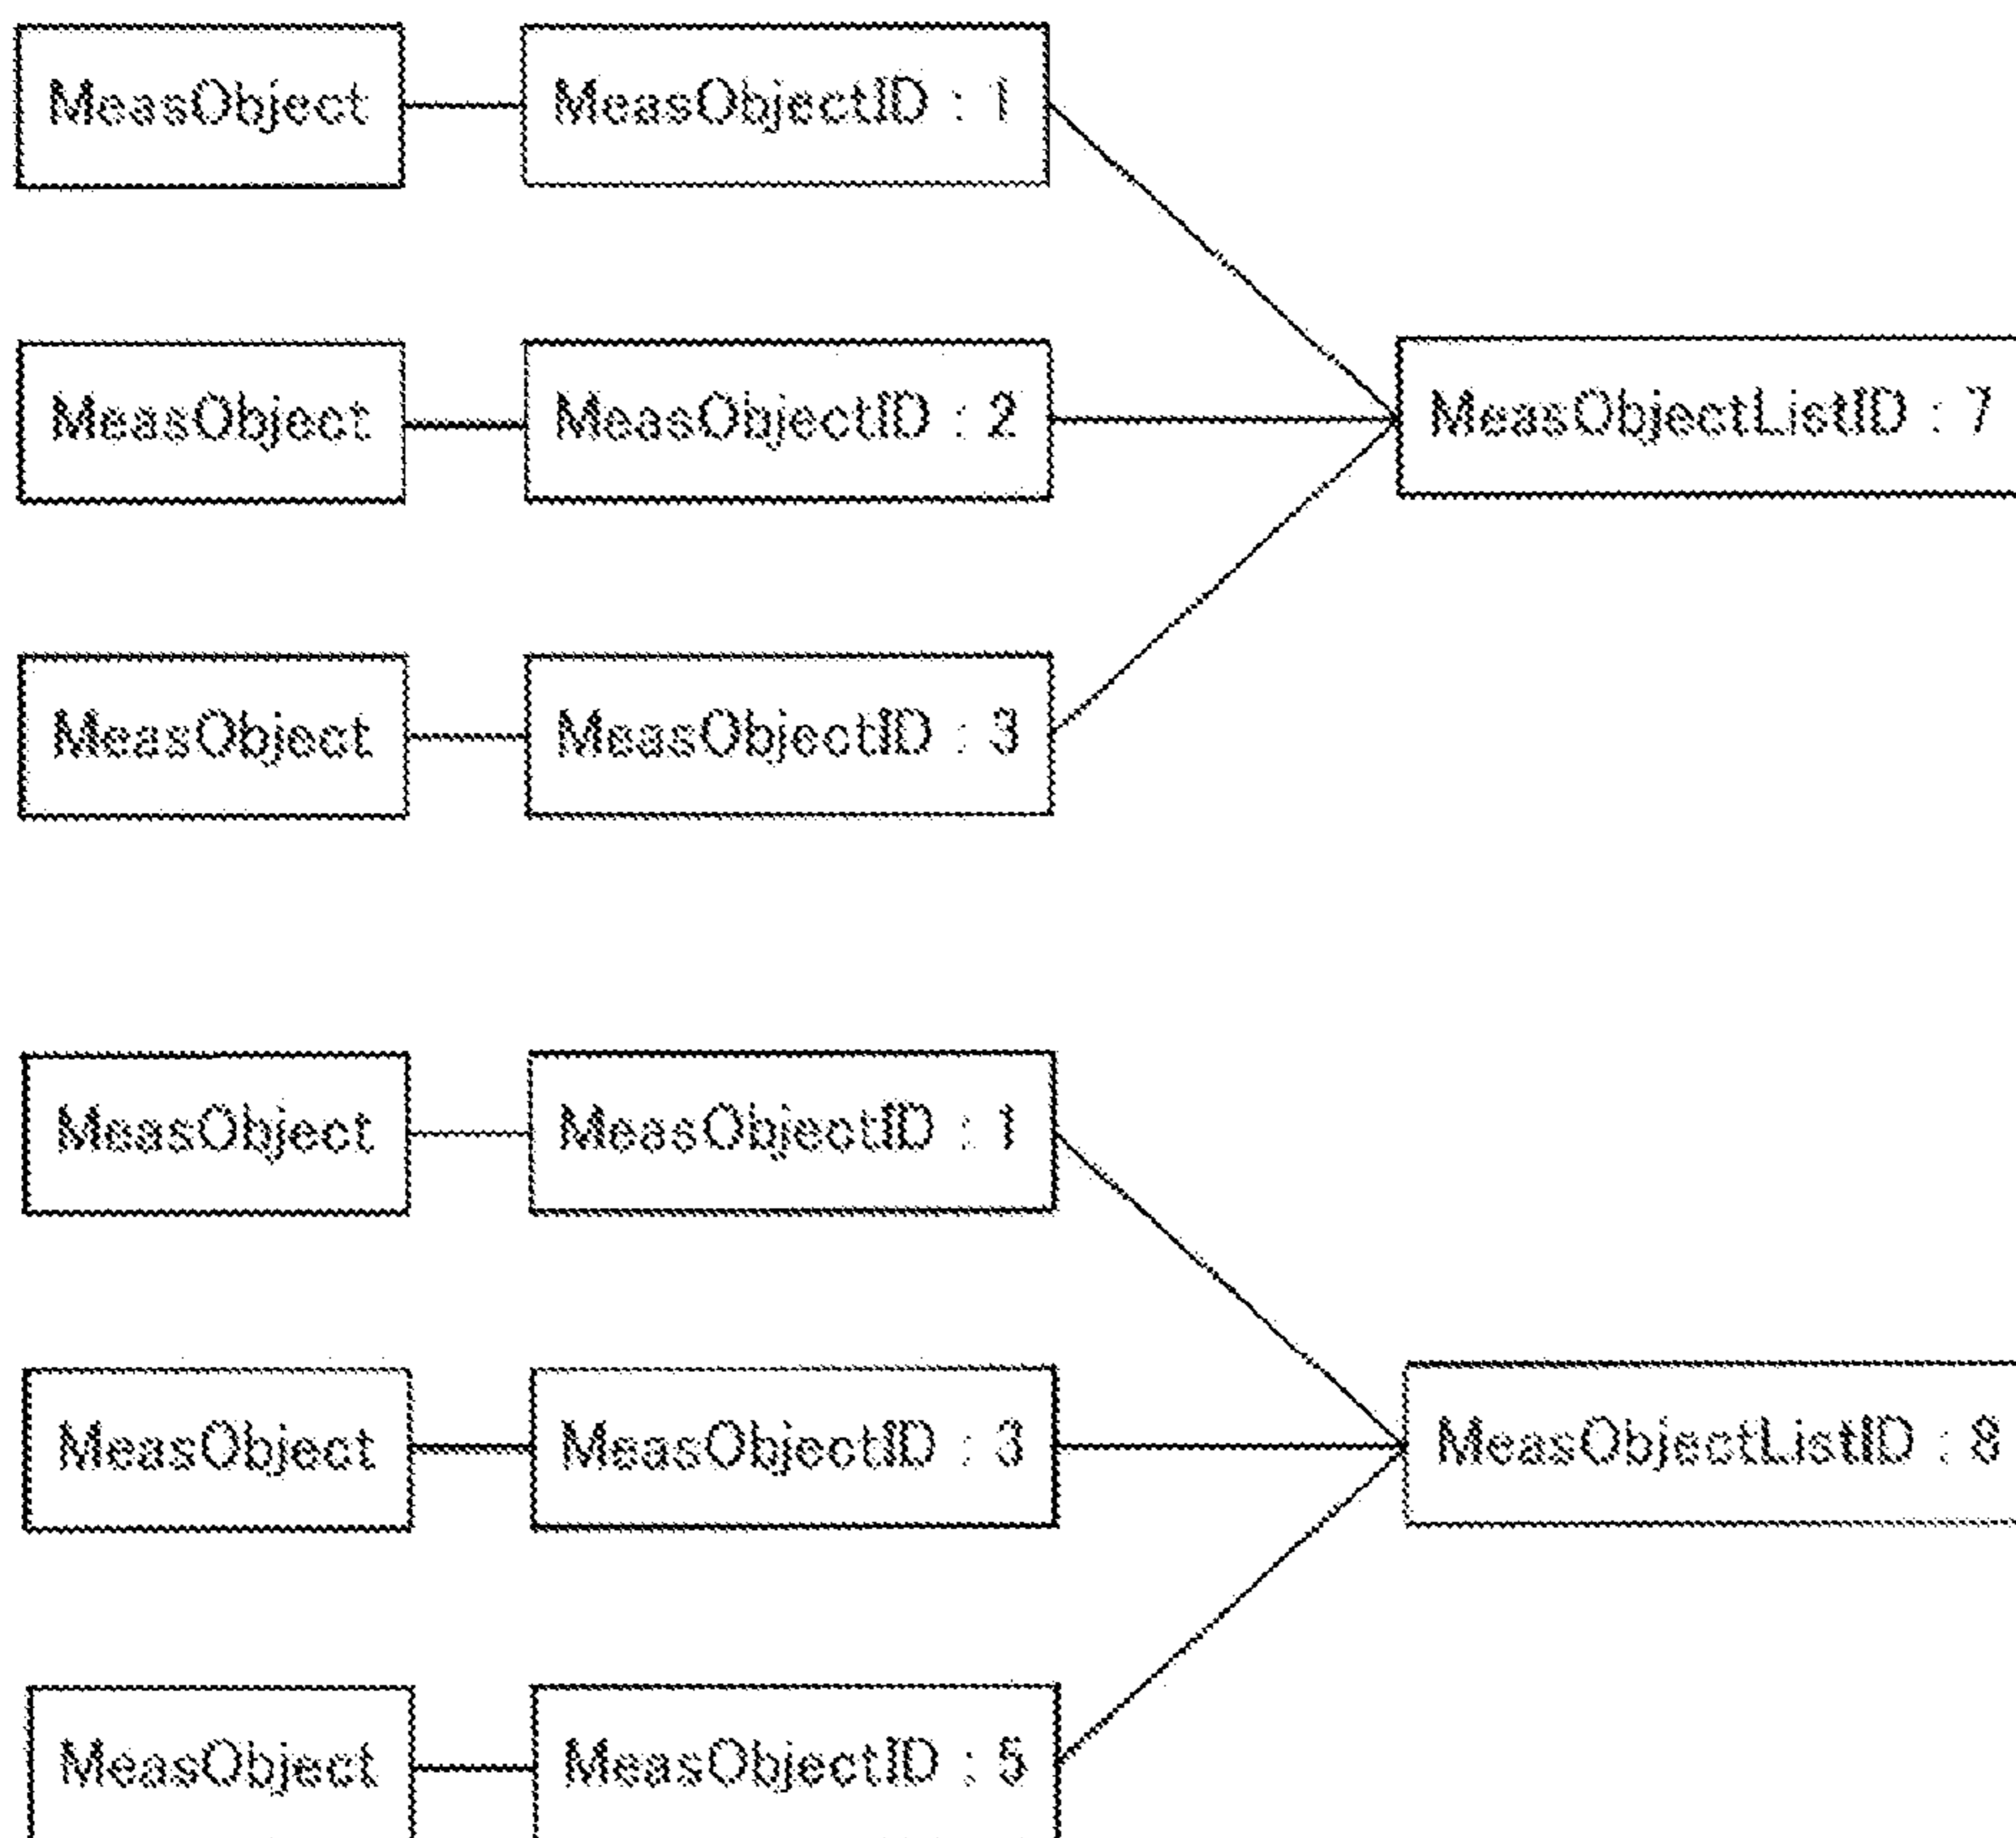 MeasObject MeasObjectID : 1
MeasObject MeasObjectID : 2 MeasObjectListID : 7
MeasObject MeasObjectID : 3
MeasObject MeasObjectID : 1
MeasObject MeasObjectID : 3 MeasObjectListID : 8
MeasObject MeasObjectID : 5